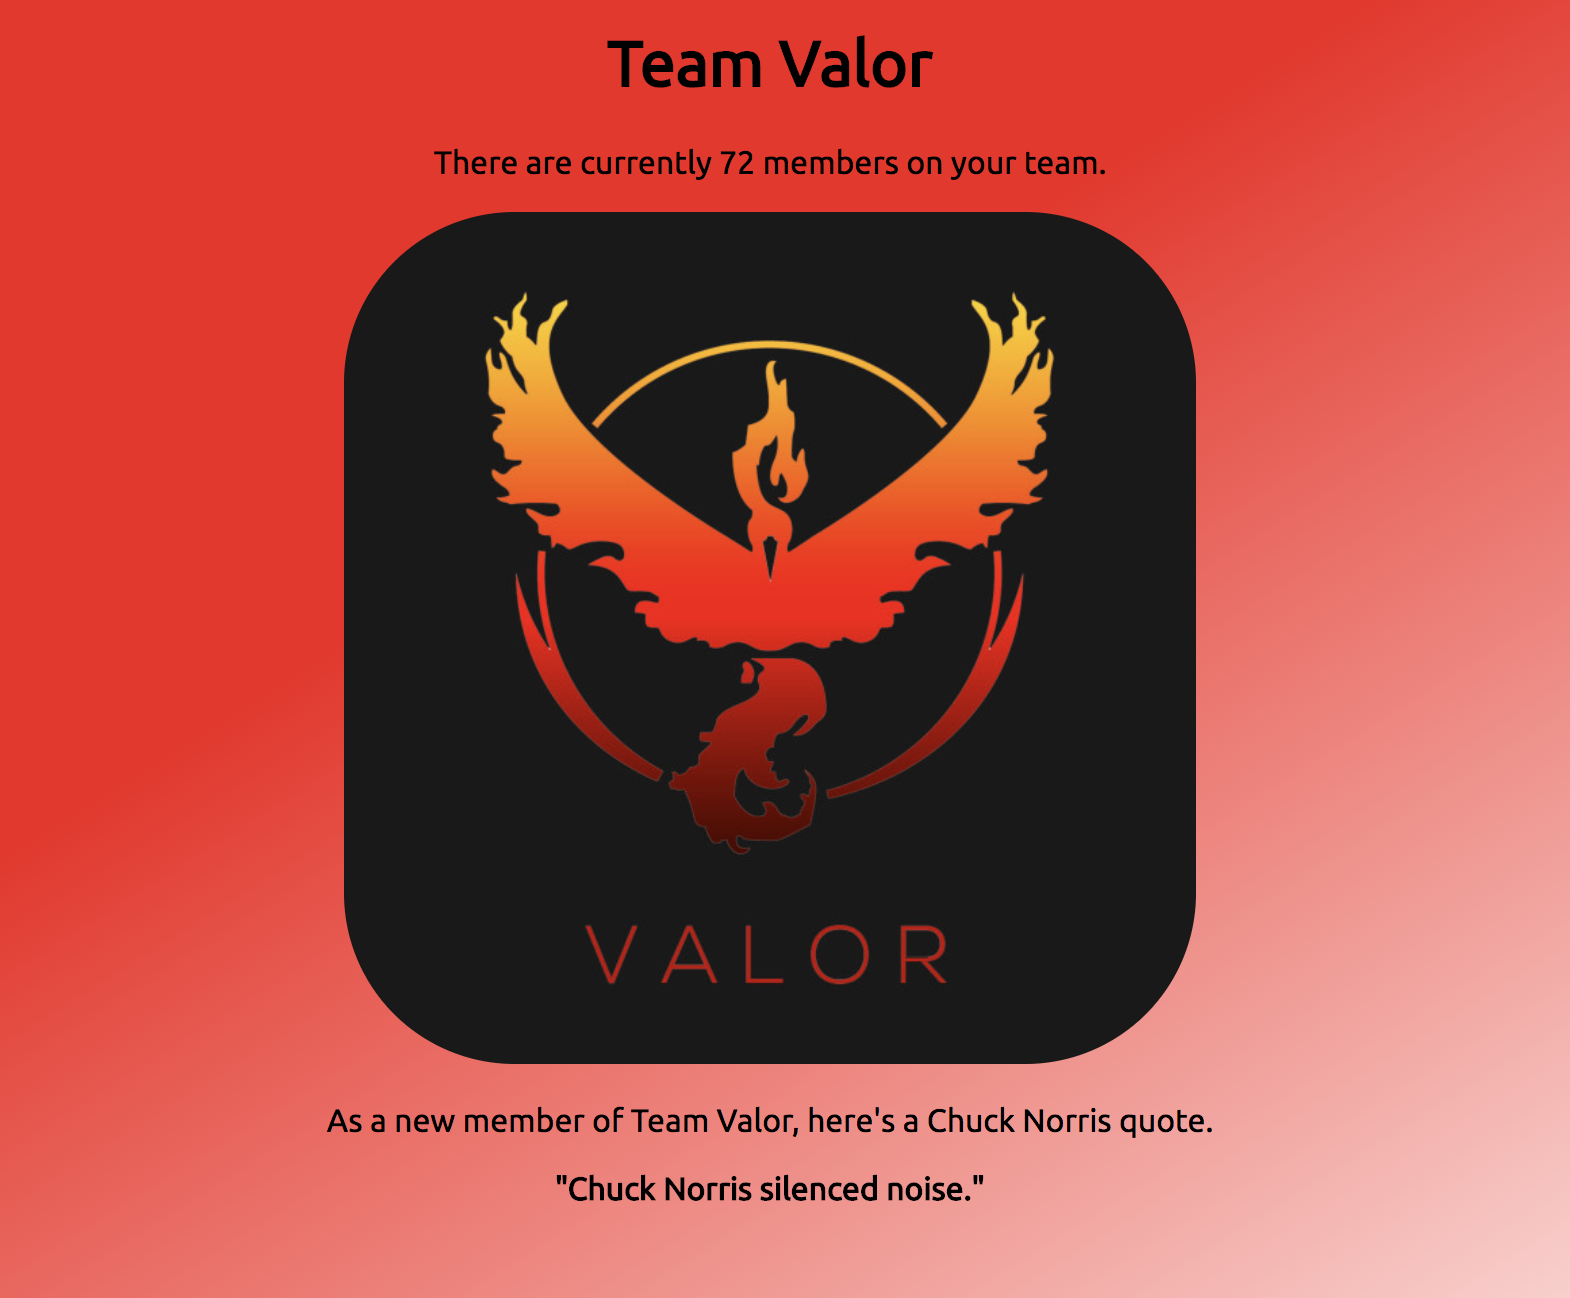 Team Valor
There are currently 72 members on your team.
VALOR
As a new member of Team Valor, here's a Chuck Norris quote.
"Chuck Norris silenced noise."